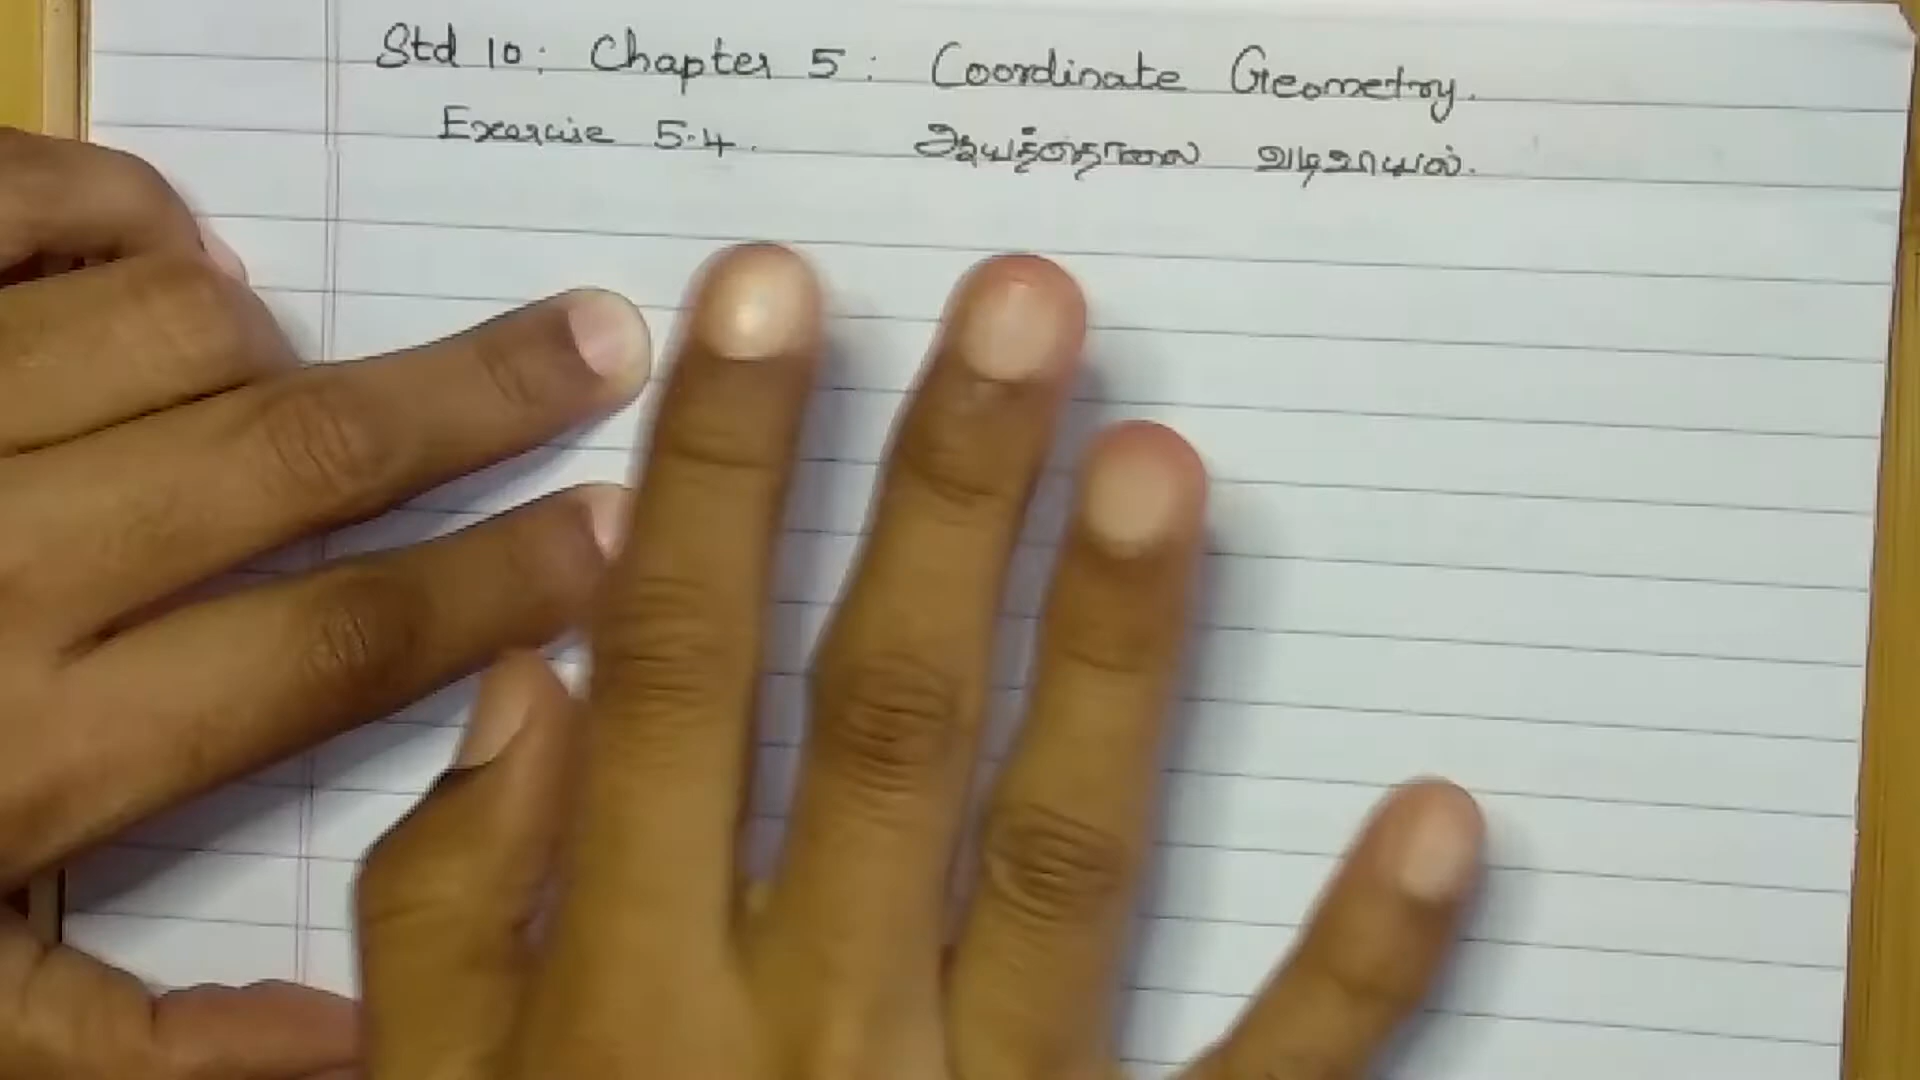 Std 10: Chapter 5: Coordinate Geometry.
Exercise 5.4. ஆயத்தொலை வடிவியல்.